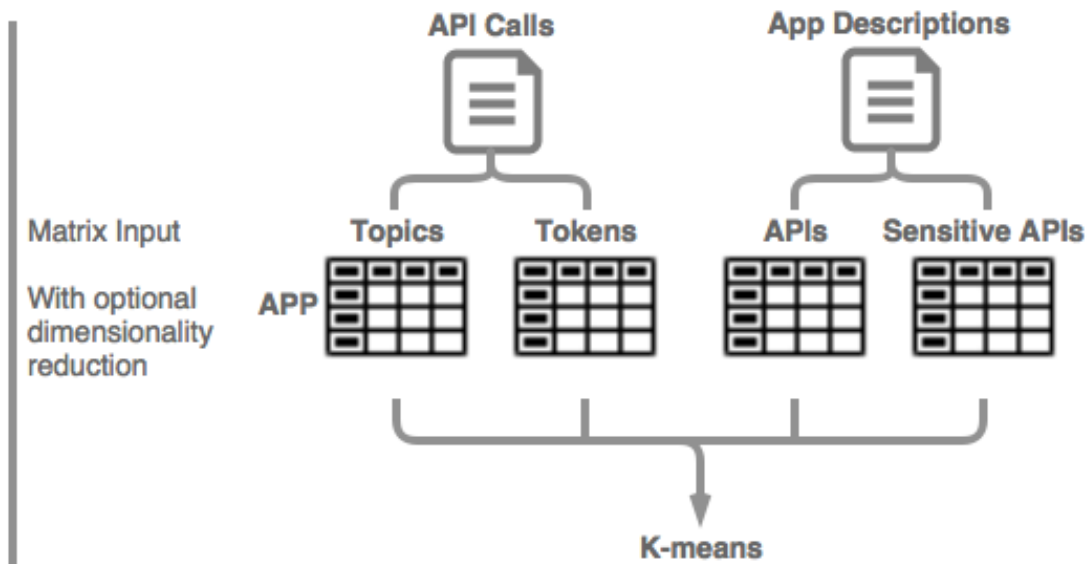 API Calls
App Descriptions
Matrix Input
Topics
Tokens
APIs
Sensitive APIs
With optional
dimensionality
reduction
APP
K-means